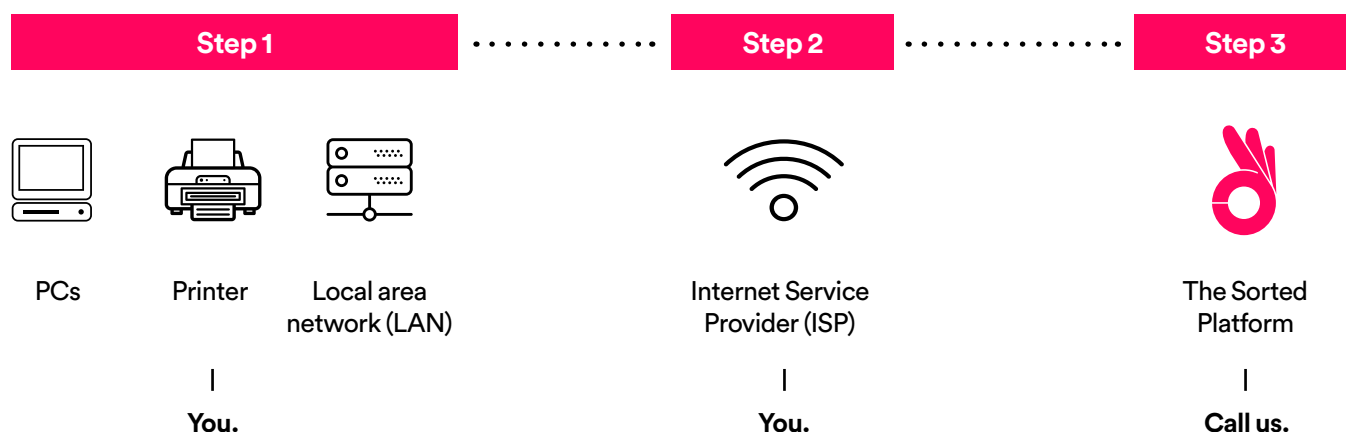 Step 1
Step 2
Step 3
PCs
Printer
Local area
network (LAN)
Internet Service
Provider (ISP)
The Sorted
Platform
You.
You.
Call us.